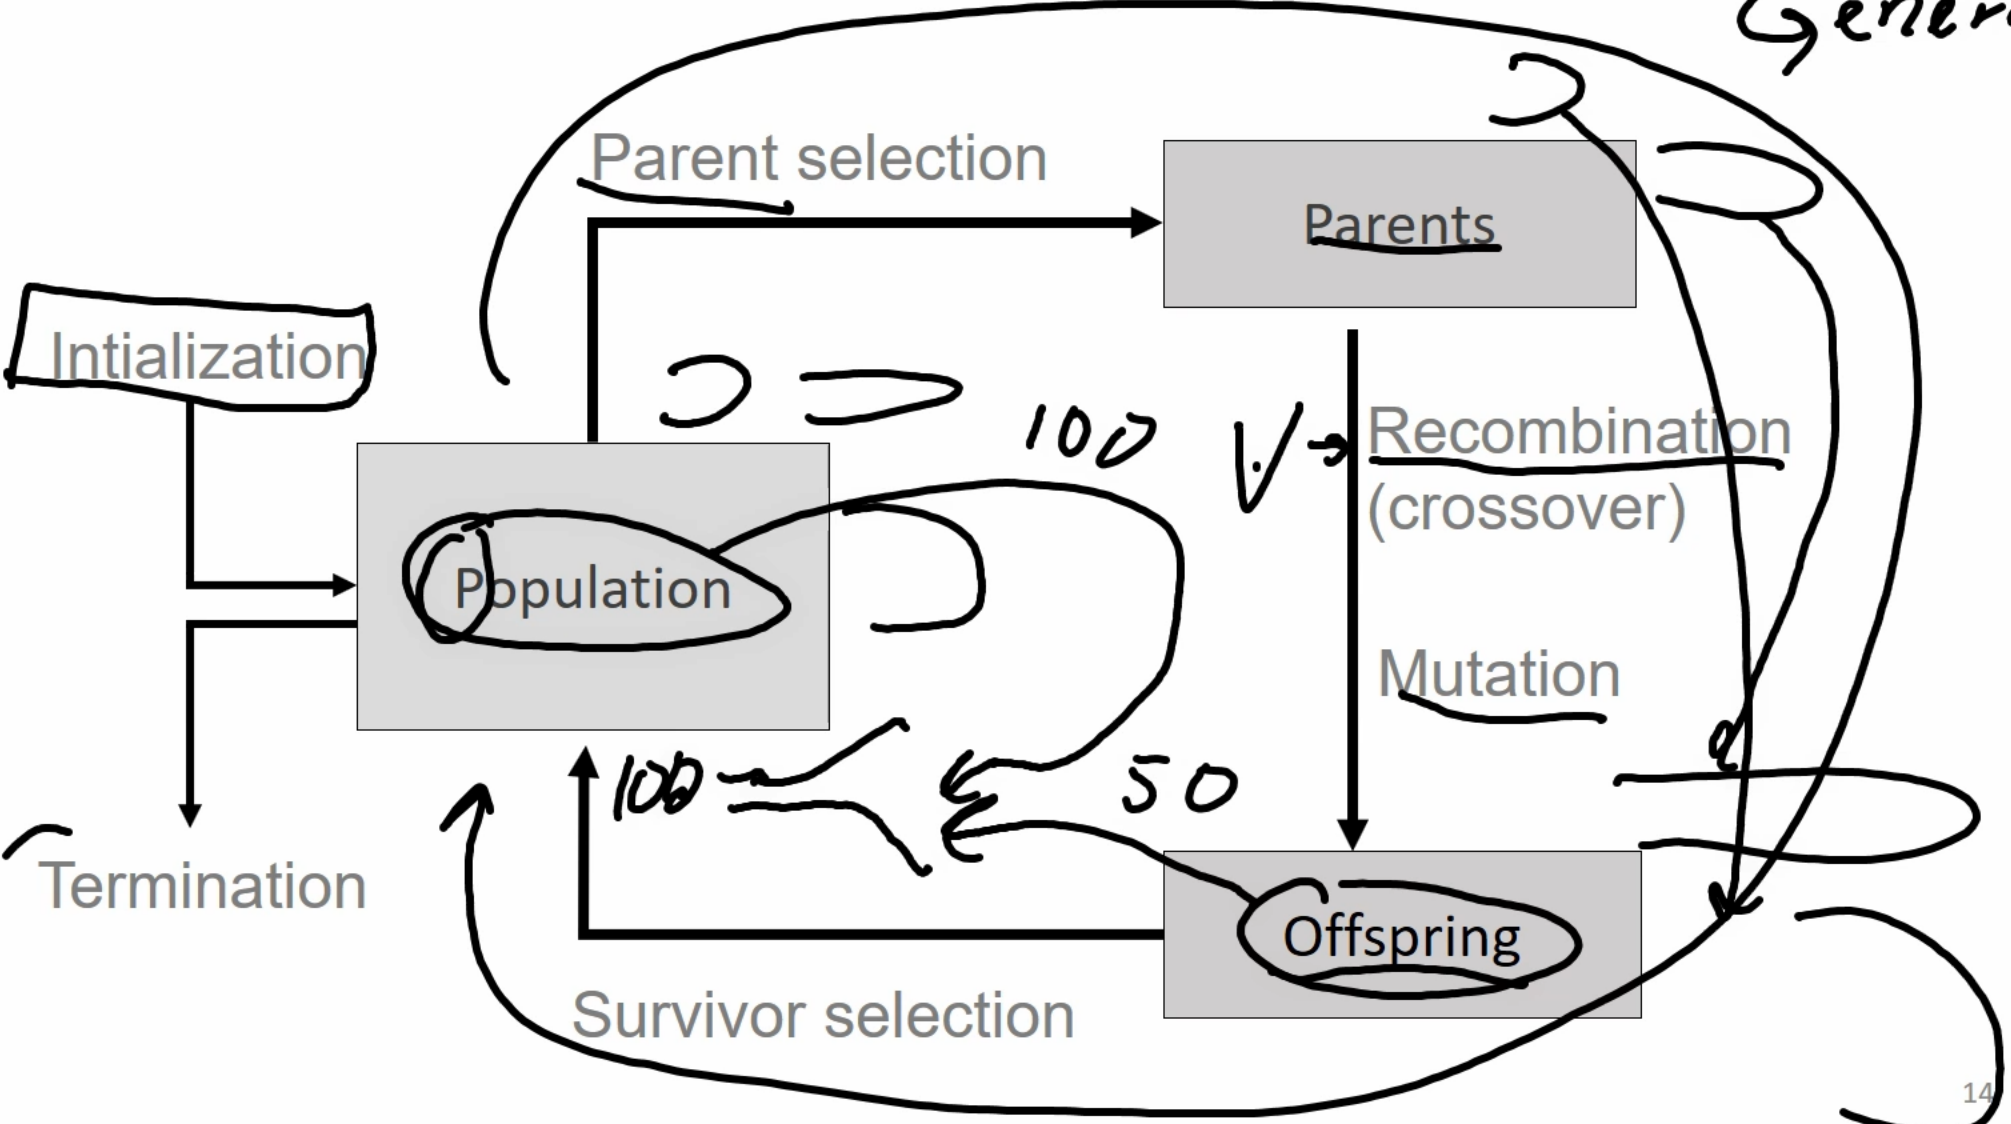 Parent selection
Parents
Intialization
100
Recombination
(crossover)
Population
Mutation
100
50
Termination
Offspring
Survivor selection
14